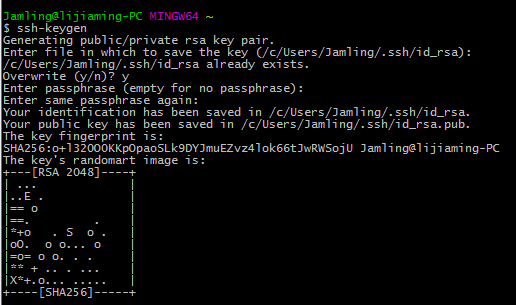 Jamling@lijiaming-PC MINGW64 ~
$ ssh-keygen
Generating public/private rsa key pair.
Enter file in which to save the key (/c/Users/Jamling/.ssh/id_rsa):
/c/Users/Jamling/.ssh/id_rsa already exists.
Overwrite (y/n)? y
Enter passphrase (empty for no passphrase):
Enter same passphrase again:
Your identification has been saved in /c/Users/Jamling/.ssh/id_rsa.
Your public key has been saved in /c/Users/Jamling/.ssh/id_rsa.pub.
The key fingerprint is:
SHA256:o+l32OOOKKpOpaoSLk9DYJmuEZvz4lok66tJwRWSojU Jamling@lijiaming-PC
The key's randomart image is:
+---[RSA 2048]----+
| ...             |
|..E .            |
|== o             |
|==.         .    |
|*+o   . S  o .   |
|oO.  o o... o    |
|=o= o o. . .     |
|** + .. . ...    |
|X*+.o... .....   |
+----[SHA256]-----+